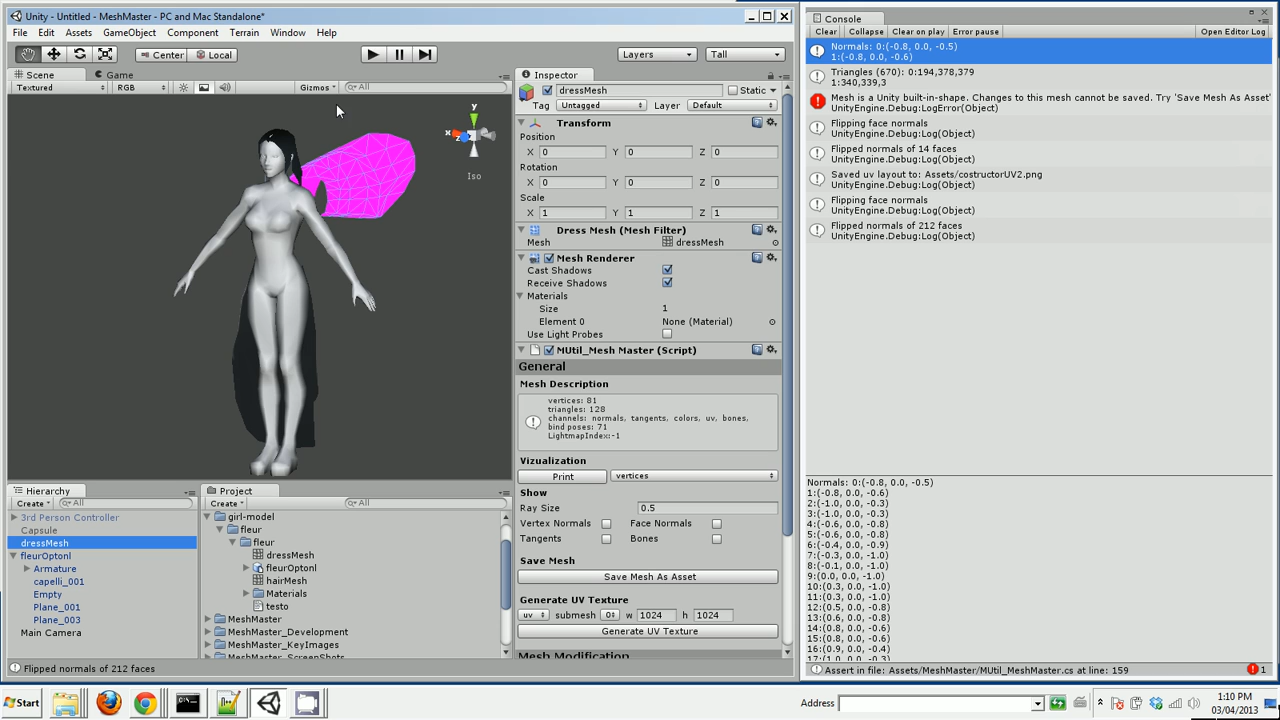 Unity - Untitled - MeshMaster - PC and Mac Standalone*
File Edit Assets GameObject Component Terrain Window Help
Center Local Layers Tall
Scene Game
Textured RGB Gizmos All
y
x
z
Iso
Hierarchy
Create All
3rd Person Controller
Capsule
dressMesh
fleurOptonI
Armature
capelli_001
Empty
Plane_001
Plane_003
Main Camera
Project
Create All
girl-model
fleur
fleur
dressMesh
fleurOptonI
hairMesh
Materials
testo
MeshMaster
MeshMaster_Development
MeshMaster_KeyImages
MeshMaster_ScreenShots
Flipped normals of 212 faces
Inspector
dressMesh Static
Tag Untagged Layer Default
Transform
Position
X 0 Y 0 Z 0
Rotation
X 0 Y 0 Z 0
Scale
X 1 Y 1 Z 1
Dress Mesh (Mesh Filter)
Mesh dressMesh
Mesh Renderer
Cast Shadows
Receive Shadows
Materials
Size 1
Element 0 None (Material)
Use Light Probes
MUtil_Mesh Master (Script)
General
Mesh Description
vertices: 81
triangles: 128
channels: normals, tangents, colors, uv, bones,
bind poses: 71
LightmapIndex:-1
Vizualization
Print vertices
Show
Ray Size 0.5
Vertex Normals Face Normals
Tangents Bones
Save Mesh
Save Mesh As Asset
Generate UV Texture
uv submesh 0 w 1024 h 1024
Generate UV Texture
Mesh Modification
Console
Clear Collapse Clear on play Error pause Open Editor Log
Normals: 0:(-0.8, 0.0, -0.5)
1:(-0.8, 0.0, -0.6)
Triangles (670): 0:194,378,379
1:340,339,3
Mesh is a Unity built-in-shape. Changes to this mesh cannot be saved. Try 'Save Mesh As Asset'
UnityEngine.Debug:LogError(Object)
Flipping face normals
UnityEngine.Debug:Log(Object)
Flipped normals of 14 faces
UnityEngine.Debug:Log(Object)
Saved uv layout to: Assets/costructorUV2.png
UnityEngine.Debug:Log(Object)
Flipping face normals
UnityEngine.Debug:Log(Object)
Flipped normals of 212 faces
UnityEngine.Debug:Log(Object)
Normals: 0:(-0.8, 0.0, -0.5)
1:(-0.8, 0.0, -0.6)
2:(-1.0, 0.0, -0.3)
3:(-1.0, 0.0, -0.3)
4:(-0.6, 0.0, -0.8)
5:(-0.6, 0.0, -0.8)
6:(-0.4, 0.0, -0.9)
7:(-0.3, 0.0, -1.0)
8:(-0.1, 0.0, -1.0)
9:(0.0, 0.0, -1.0)
10:(0.3, 0.0, -1.0)
11:(0.3, 0.0, -1.0)
12:(0.5, 0.0, -0.8)
13:(0.6, 0.0, -0.8)
14:(0.8, 0.0, -0.6)
15:(0.8, 0.0, -0.6)
16:(0.9, 0.0, -0.4)
17:(1.0, 0.0, -0.3)
Assert in file: Assets/MeshMaster/MUtil_MeshMaster.cs at line: 159
1
Start
Address
1:10 PM
03/04/2013